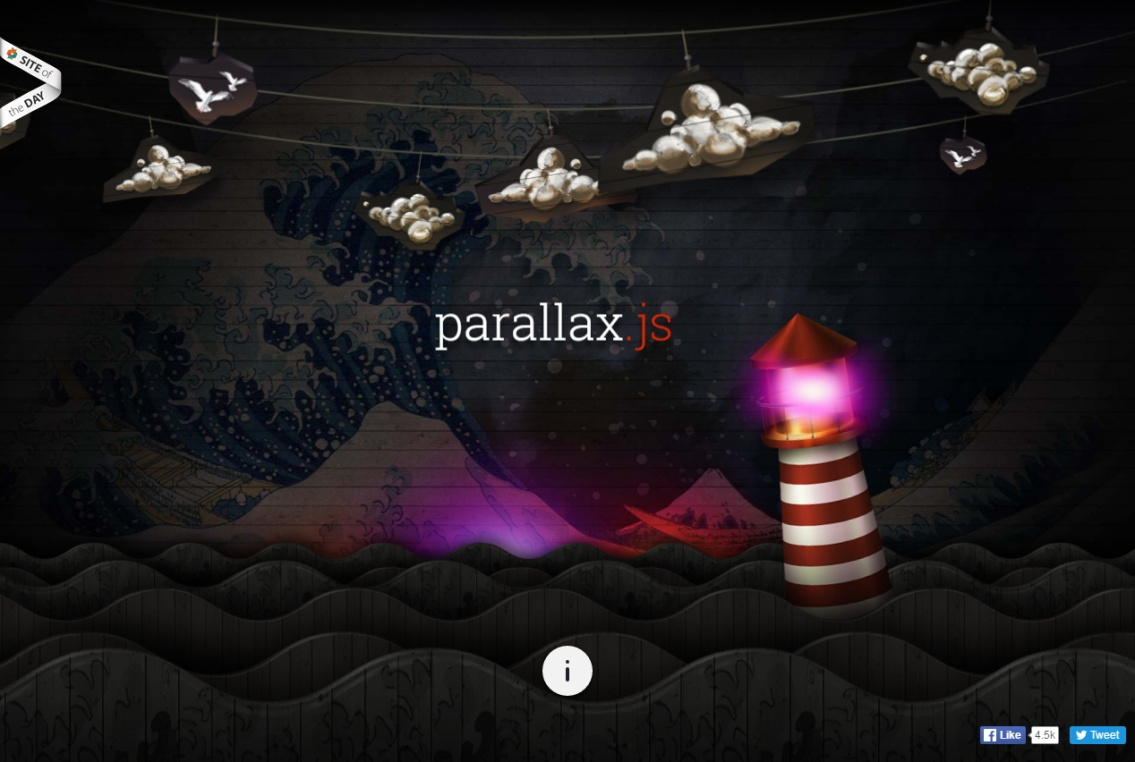 SITE of
the DAY
parallax.js
i
Like 4.5k Tweet